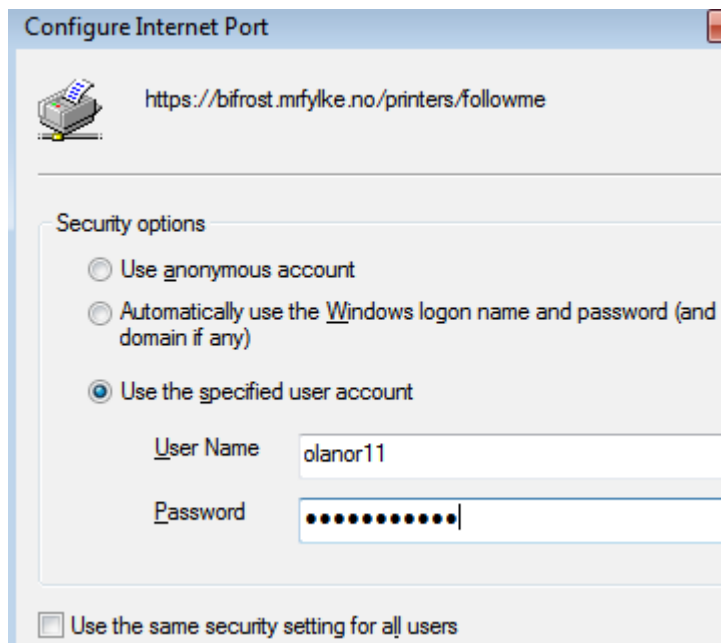 Configure Internet Port
https://bifrost.mrfylke.no/printers/followme
Security options
Use anonymous account
Automatically use the Windows logon name and password (and
domain if any)
Use the specified user account
User Name olanor11
Password ●●●●●●●●●●●
Use the same security setting for all users